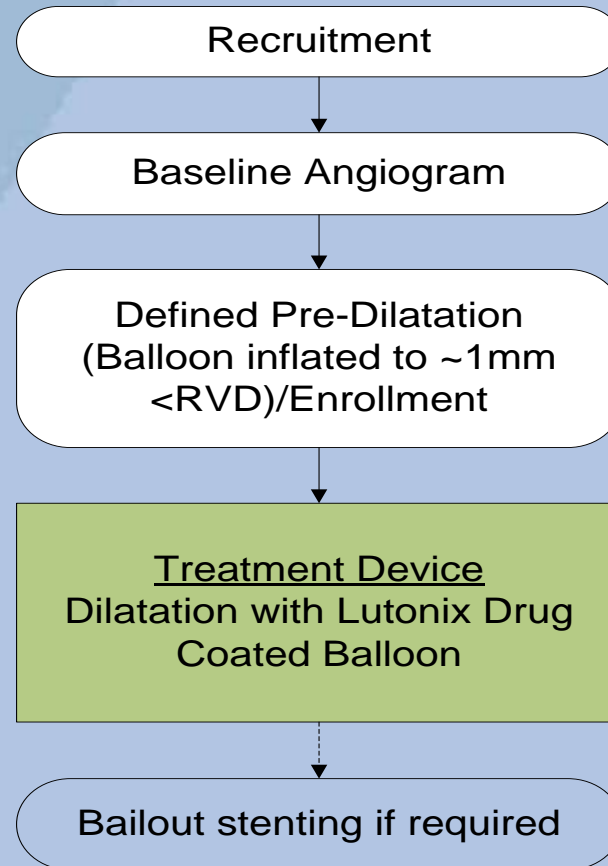 Recruitment
Baseline Angiogram
Defined Pre-Dilatation
(Balloon inflated to ~1mm
<RVD)/Enrollment
Treatment Device
Dilatation with Lutonix Drug
Coated Balloon
Bailout stenting if required